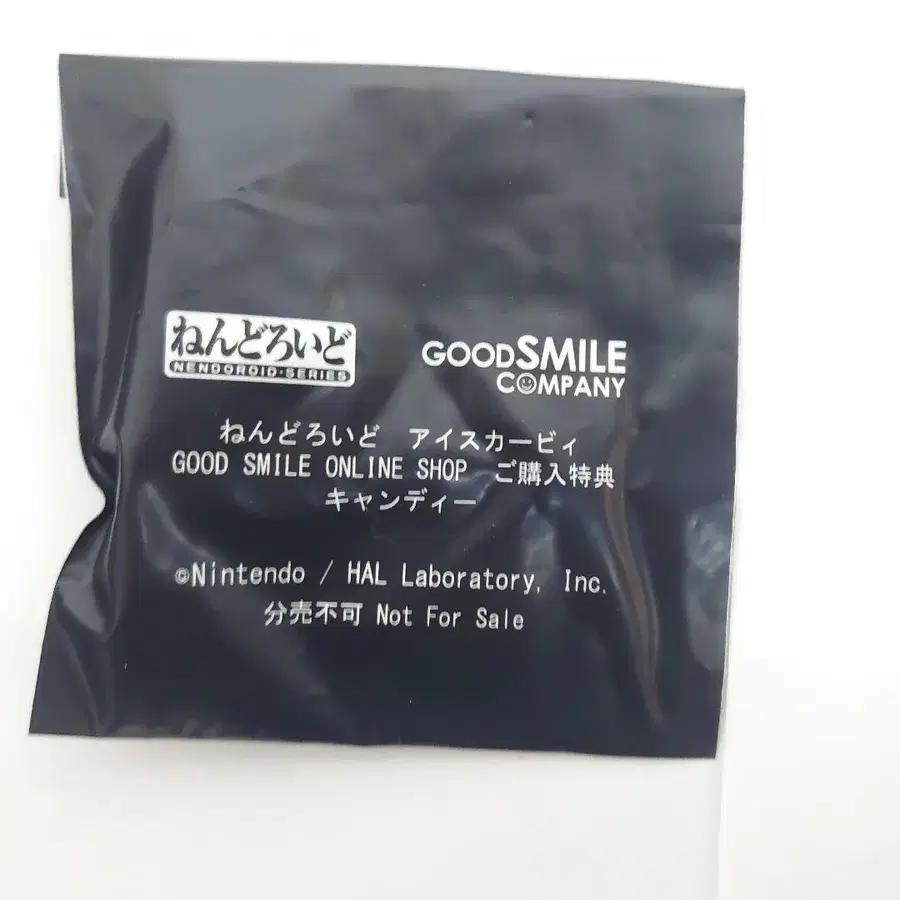 ねんどろいど
NENDOROID・SERIES
GOODSMILE
COMPANY
ねんどろいど アイスカービィ
GOOD SMILE ONLINE SHOP ご購入特典
キャンディー
©Nintendo / HAL Laboratory, Inc.
分売不可 Not For Sale